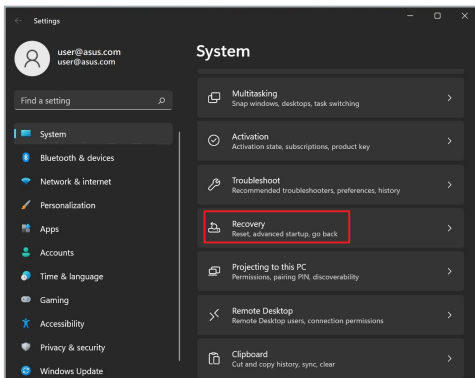 Settings
user@asus.com
user@asus.com
Find a setting
System
Bluetooth & devices
Network & internet
Personalization
Apps
Accounts
Time & language
Gaming
Accessibility
Privacy & security
Windows Update
System
Multitasking
Snap windows, desktops, task switching
Activation
Activation state, subscriptions, product key
Troubleshoot
Recommended troubleshooters, preferences, history
Recovery
Reset, advanced startup, go back
Projecting to this PC
Permissions, pairing PIN, discoverability
Remote Desktop
Remote Desktop users, connection permissions
Clipboard
Cut and copy history, sync, clear